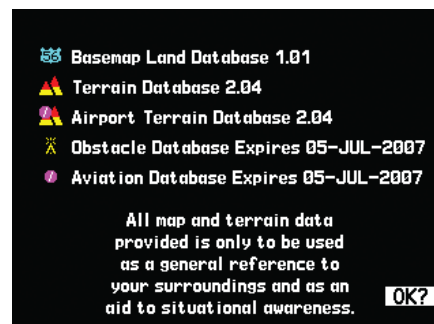 56 Basemap Land Database 1.01
Terrain Database 2.04
Airport Terrain Database 2.04
Obstacle Database Expires 05-JUL-2007
Aviation Database Expires 05-JUL-2007
All map and terrain data
provided is only to be used
as a general reference to
your surroundings and as an
aid to situational awareness.
OK?